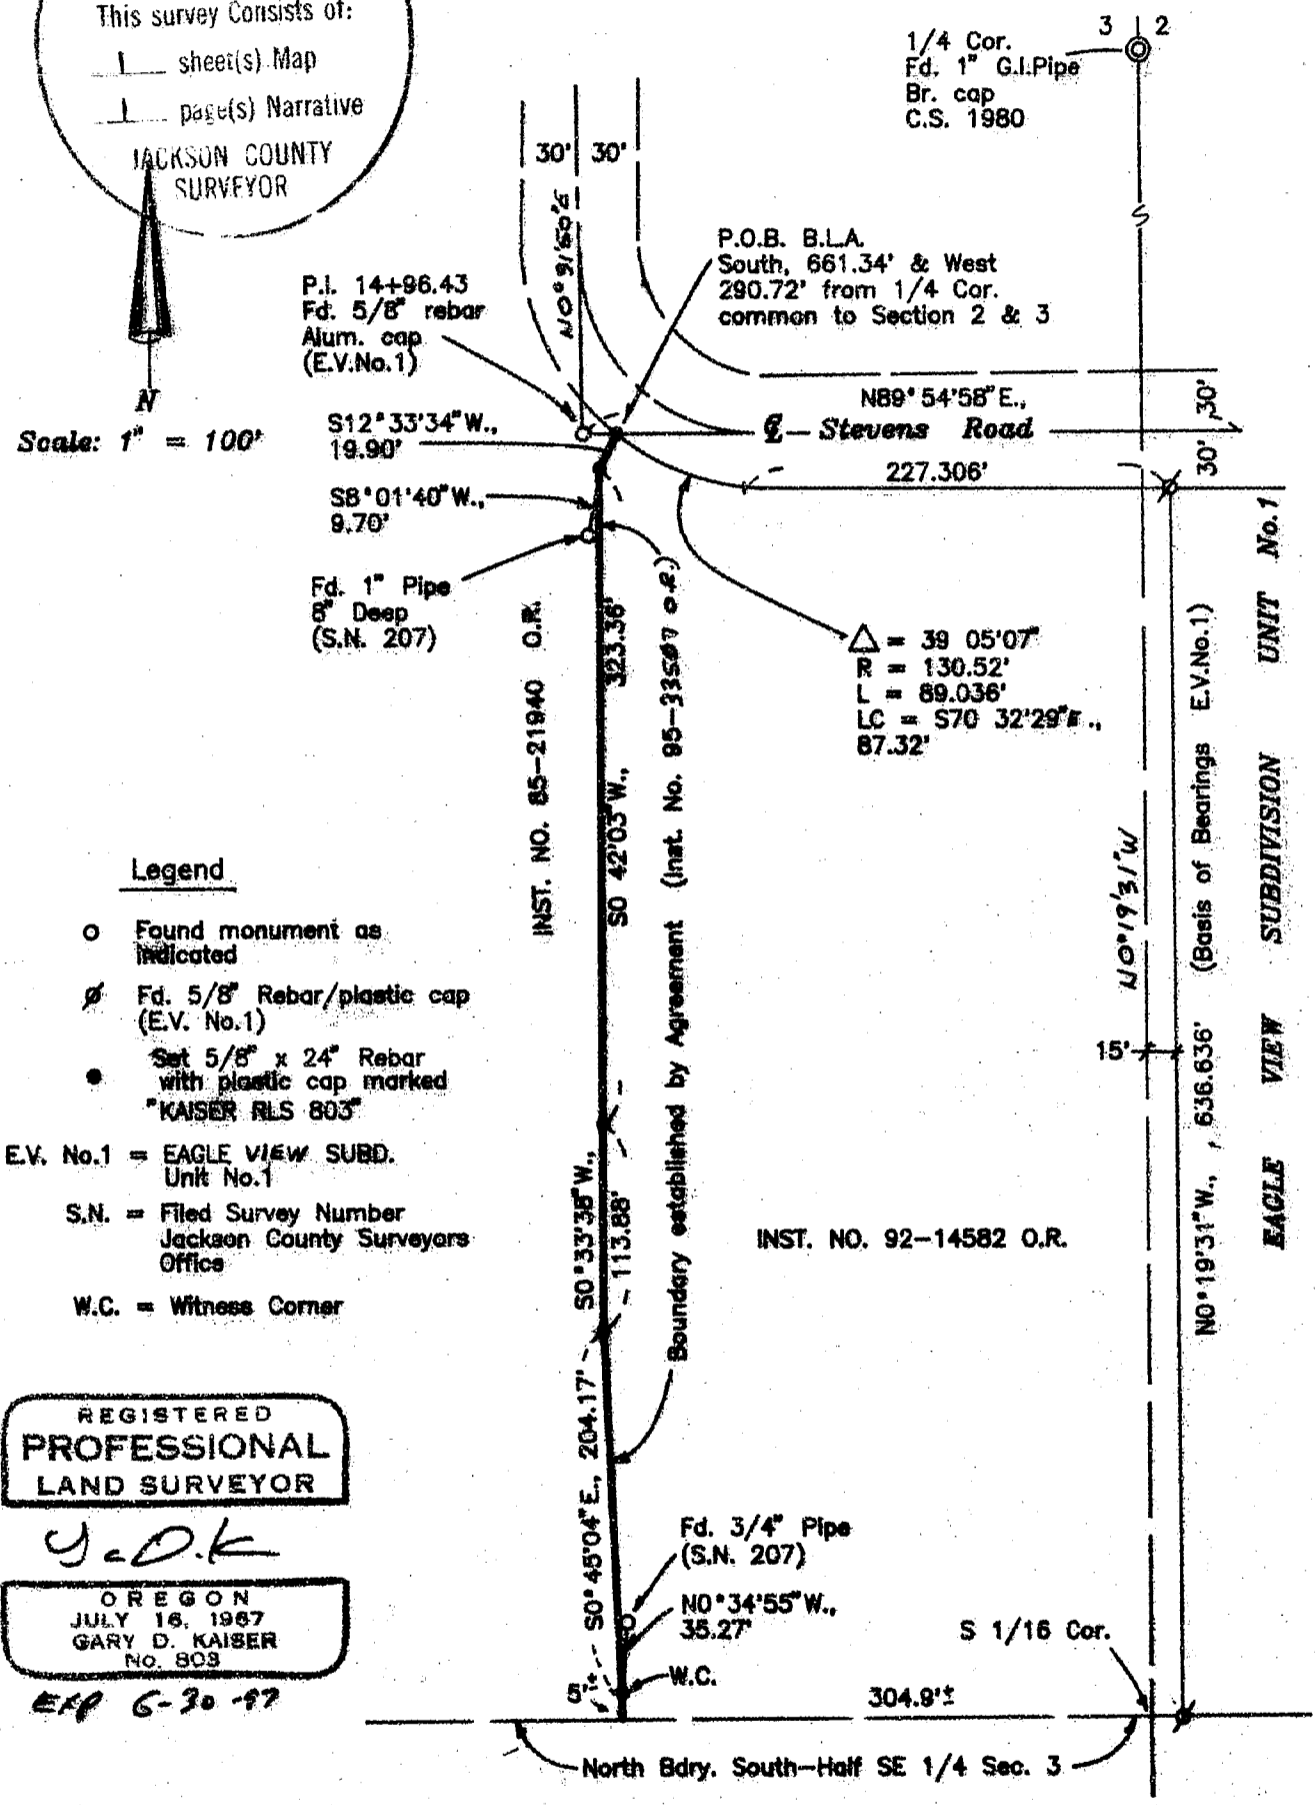 This survey Consists of:
1 sheet(s) Map
1 page(s) Narrative
JACKSON COUNTY
SURVEYOR
N
Scale: 1" = 100'
3 2
1/4 Cor.
Fd. 1" G.I.Pipe
Br. cap
C.S. 1980
30' 30'
P.O.B. B.L.A.
South, 661.34' & West
290.72' from 1/4 Cor.
common to Section 2 & 3
P.I. 14+96.43
Fd. 5/8" rebar
Alum. cap
(E.V.No.1)
N89°54'58"E.,
℄ Stevens Road
30'
30'
227.306'
S12°33'34"W.,
19.90'
S8°01'40"W.,
9.70'
Fd. 1" Pipe
8" Deep
(S.N. 207)
△ = 39 05'07"
R = 130.52'
L = 89.036'
LC = S70 32'29"E.,
87.32'
INST. NO. 85-21940 O.R.
S0 42'03"W., 323.36'
Boundary established by Agreement (Inst. No. 95-33507 O.R.)
N0°19'31"W
15'
N0°19'31"W., , 636.636' (Basis of Bearings E.V.No.1)
EAGLE VIEW SUBDIVISION UNIT No.1
Legend
Found monument as
indicated
Fd. 5/8" Rebar/plastic cap
(E.V. No.1)
Set 5/8" x 24" Rebar
with plastic cap marked
"KAISER RLS 803"
E.V. No.1 = EAGLE VIEW SUBD.
Unit No.1
S.N. = Filed Survey Number
Jackson County Surveyors
Office
W.C. = Witness Corner
S0°33'38"W.,
113.88'
INST. NO. 92-14582 O.R.
S0°45'04"E., 204.17'
REGISTERED
PROFESSIONAL
LAND SURVEYOR
OREGON
JULY 16, 1967
GARY D. KAISER
No. 803
EXP 6-30-97
Fd. 3/4" Pipe
(S.N. 207)
N0°34'55"W.,
35.27'
W.C.
5'±
S 1/16 Cor.
304.9'±
North Bdry. South-Half SE 1/4 Sec. 3